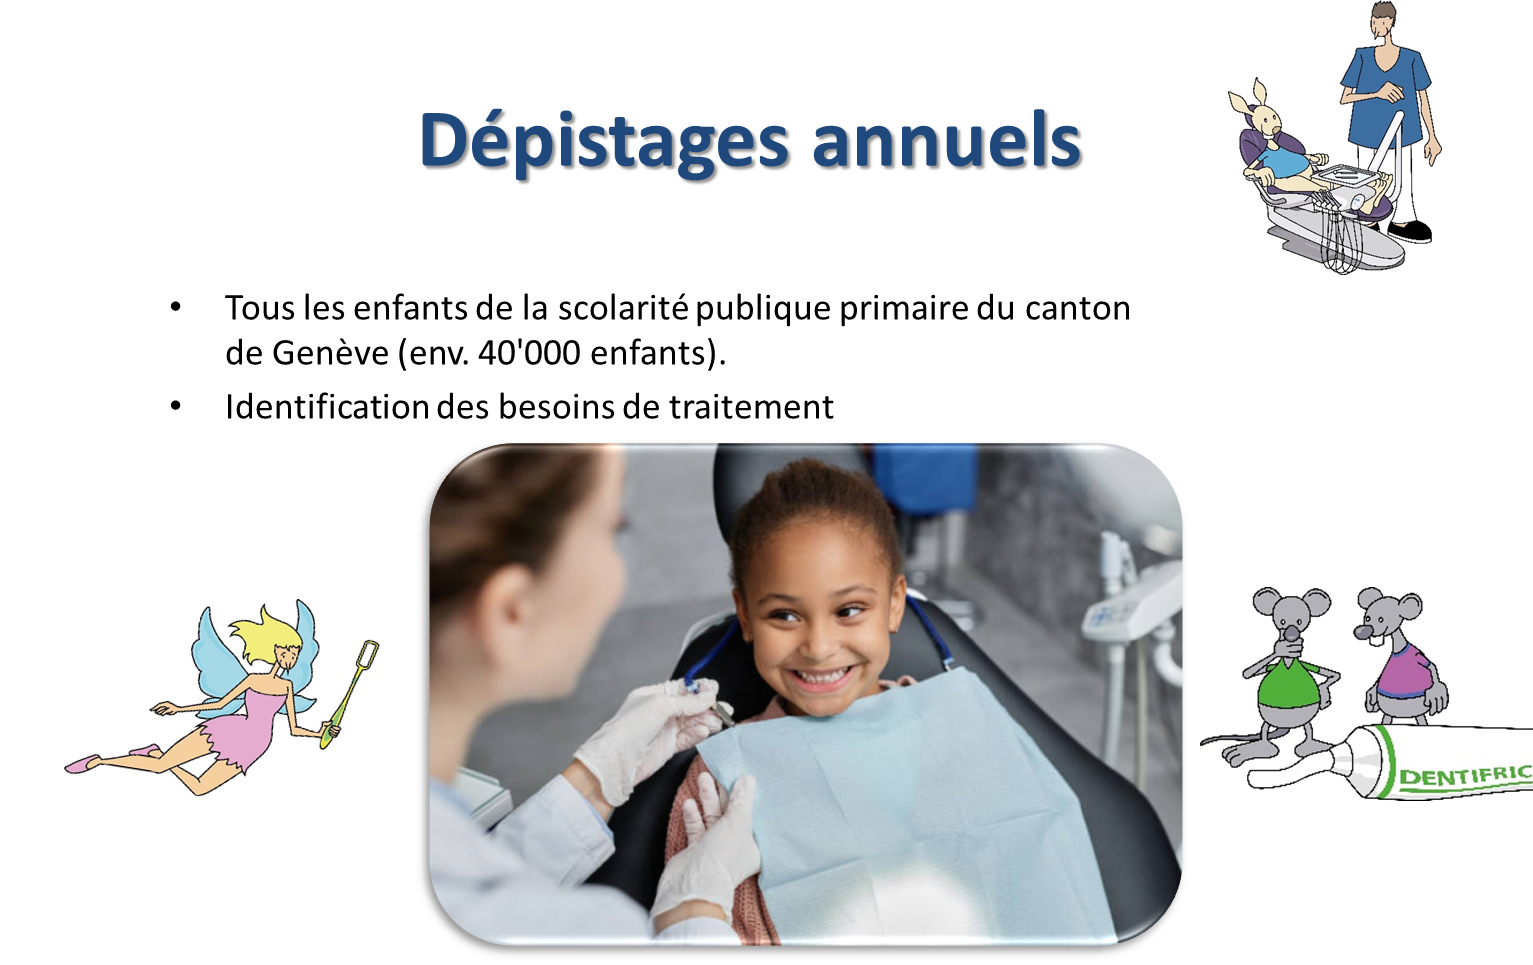 Dépistages annuels
• Tous les enfants de la scolarité publique primaire du canton
de Genève (env. 40'000 enfants).
• Identification des besoins de traitement
DENTIFRIC